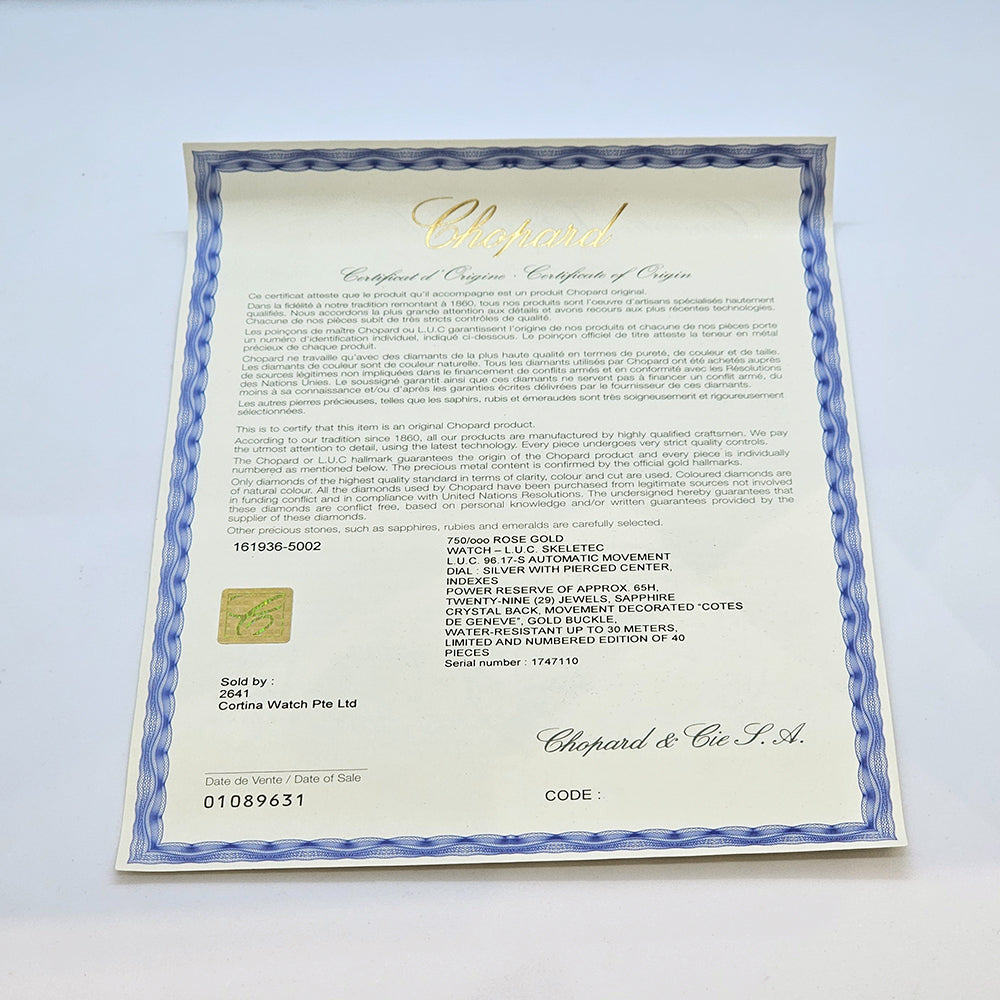 Chopard
Certificat d'Origine · Certificate of Origin
Ce certificat atteste que le produit qu'il accompagne est un produit Chopard original.
Dans la fidélité à notre tradition remontant à 1860, tous nos produits sont l'oeuvre d'artisans spécialisés hautement
qualifiés. Nous accordons la plus grande attention aux détails et avons recours aux plus récentes technologies.
Chacune de nos pièces subit de très stricts contrôles de qualité.
Les poinçons de maître Chopard ou L.U.C garantissent l'origine de nos produits et chacune de nos pièces porte
un numéro d'identification individuel, indiqué ci-dessous. Le poinçon officiel de titre atteste la teneur en métal
précieux de chaque produit.
Chopard ne travaille qu'avec des diamants de la plus haute qualité en termes de pureté, de couleur et de taille.
Les diamants de couleur sont de couleur naturelle. Tous les diamants utilisés par Chopard ont été achetés auprès
de sources légitimes non impliquées dans le financement de conflits armés et en conformité avec les Résolutions
des Nations Unies. Le soussigné garantit ainsi que ces diamants ne servent pas à financer un conflit armé, du
moins à sa connaissance et/ou d'après les garanties écrites délivrées par le fournisseur de ces diamants.
Les autres pierres précieuses, telles que les saphirs, rubis et émeraudes sont très soigneusement et rigoureusement
sélectionnées.
This is to certify that this item is an original Chopard product.
According to our tradition since 1860, all our products are manufactured by highly qualified craftsmen. We pay
the utmost attention to detail, using the latest technology. Every piece undergoes very strict quality controls.
The Chopard or L.U.C hallmark guarantees the origin of the Chopard product and every piece is individually
numbered as mentioned below. The precious metal content is confirmed by the official gold hallmarks.
Only diamonds of the highest quality standard in terms of clarity, colour and cut are used. Coloured diamonds are
of natural colour. All the diamonds used by Chopard have been purchased from legitimate sources not involved
in funding conflict and in compliance with United Nations Resolutions. The undersigned hereby guarantees that
these diamonds are conflict free, based on personal knowledge and/or written guarantees provided by the
supplier of these diamonds.
Other precious stones, such as sapphires, rubies and emeralds are carefully selected.
161936-5002
750/ooo ROSE GOLD
WATCH – L.U.C. SKELETEC
L.U.C. 96.17-S AUTOMATIC MOVEMENT
DIAL : SILVER WITH PIERCED CENTER,
INDEXES
POWER RESERVE OF APPROX. 65H,
TWENTY-NINE (29) JEWELS, SAPPHIRE
CRYSTAL BACK, MOVEMENT DECORATED "COTES
DE GENEVE", GOLD BUCKLE,
WATER-RESISTANT UP TO 30 METERS,
LIMITED AND NUMBERED EDITION OF 40
PIECES
Serial number : 1747110
Sold by :
2641
Cortina Watch Pte Ltd
Chopard & Cie S.A.
Date de Vente / Date of Sale
01089631
CODE :